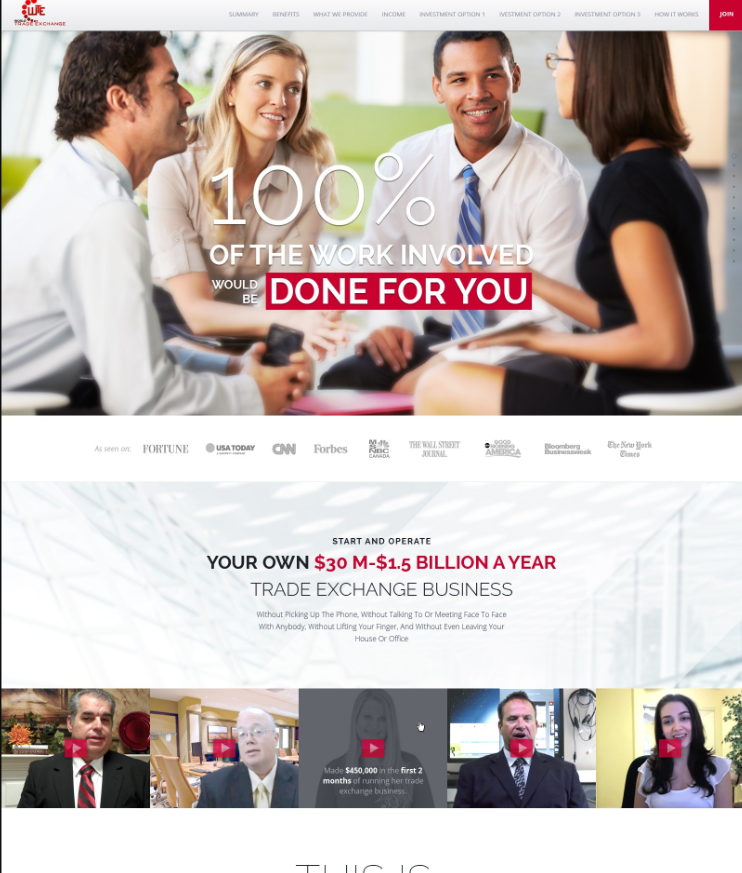 WE
TRADE EXCHANGE
SUMMARY
BENEFITS
WHAT WE PROVIDE
INCOME
INVESTMENT OPTION 1
IVESTMENT OPTION 2
INVESTMENT OPTION 3
HOW IT WORKS
JOIN
100%
OF THE WORK INVOLVED
WOULD
BE
DONE FOR YOU
As seen on:
FORTUNE
USA TODAY
CNN
Forbes
MSNBC
CANADA
THE WALL STREET
JOURNAL.
GOOD
MORNING
AMERICA
Bloomberg
Businessweek
The New York
Times
START AND OPERATE
YOUR OWN $30 M-$1.5 BILLION A YEAR
TRADE EXCHANGE BUSINESS
Without Picking Up The Phone, Without Talking To Or Meeting Face To Face
With Anybody, Without Lifting Your Finger, And Without Even Leaving Your
House Or Office
Made $450,000 in the first 2
months of running her trade
exchange business.
THIS IS